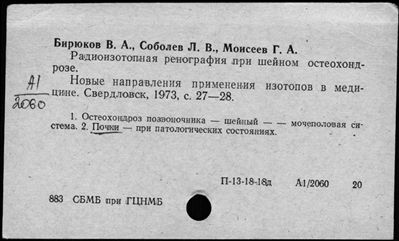 Бирюков В. А., Соболев Л. В., Моисеев Г. А.
Радиоизотопная ренография при шейном остеохонд-
розе.
А1
2060
Новые направления применения изотопов в меди-
цине. Свердловск, 1973, с. 27—28.
1. Остеохондроз позвоночника — шейный — — мочеполовая си-
стема. 2. Почки — при патологических состояниях.
П-13-18-18д А1/2060 20
883 СБМБ при ГЦНМБ